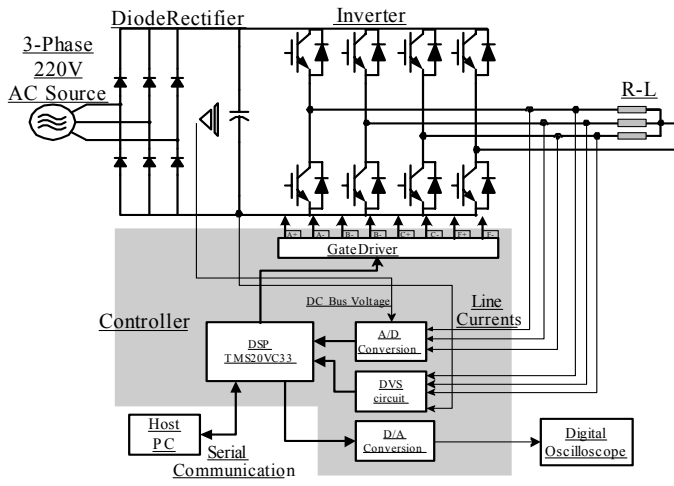 DiodeRectifier
Inverter
3-Phase
220V
AC Source
R-L
A+ A- B- B- C+ C- F+ F-
GateDriver
DC Bus Voltage
Line
Currents
Controller
A/D
Conversion
DSP
TMS20VC33
DVS
circuit
Host
PC
D/A
Conversion
Digital
Oscilloscope
Serial
Communication